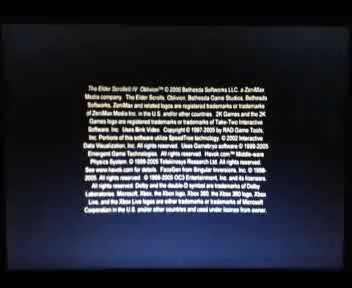 The Elder Scrolls® IV: Oblivion™ © 2006 Bethesda Softworks LLC, a ZeniMax
Media company. The Elder Scrolls, Oblivion, Bethesda Game Studios, Bethesda
Softworks, ZeniMax and related logos are registered trademarks or trademarks
of ZeniMax Media Inc. in the U.S. and/or other countries. 2K Games and the 2K
Games logo are registered trademarks or trademarks of Take-Two Interactive
Software, Inc. Uses Bink Video. Copyright © 1997-2005 by RAD Game Tools,
Inc. Portions of this software utilize SpeedTree technology. © 2002 Interactive
Data Visualization, Inc. All rights reserved. Uses Gamebryo software © 1999-2005
Emergent Game Technologies. All rights reserved. Havok.com™ Middle-ware
Physics System. © 1999-2005 Telekinesys Research Ltd. All rights reserved.
See www.havok.com for details. FaceGen from Singular Inversions, Inc. © 1998-
2005. All rights reserved. © 1998-2005 OC3 Entertainment, Inc. and its licensors.
All rights reserved. Dolby and the double-D symbol are trademarks of Dolby
Laboratories. Microsoft, Xbox, the Xbox logo, Xbox 360, the Xbox 360 logo, Xbox
Live, and the Xbox Live logos are either trademarks or trademarks of Microsoft
Corporation in the U.S. and/or other countries and used under license from owner.